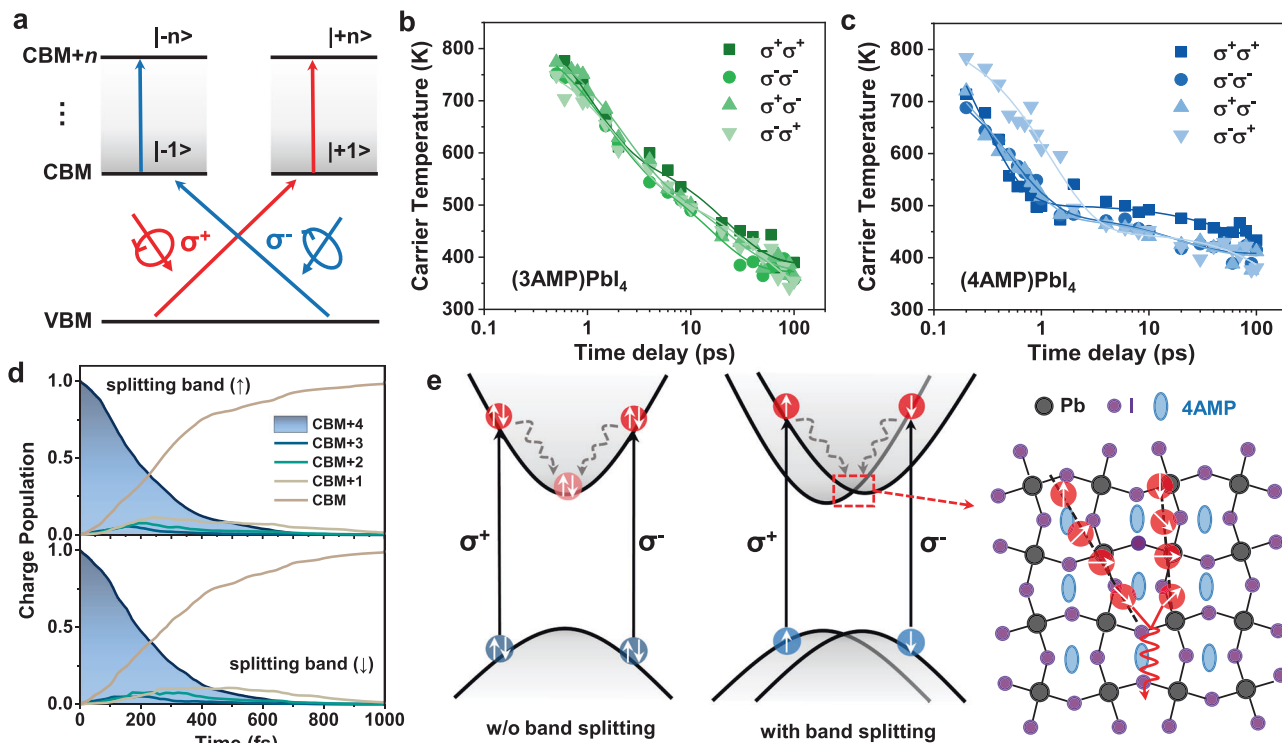 a
|-n>
|+n>
CBM+n
⋮
|-1>
|+1>
CBM
σ⁺
σ⁻
VBM
b
Carrier Temperature (K)
800
700
600
500
400
300
σ⁺σ⁺
σ⁻σ⁻
σ⁺σ⁻
σ⁻σ⁺
(3AMP)PbI₄
0.1
1
10
100
Time delay (ps)
c
Carrier Temperature (K)
900
800
700
600
500
400
300
σ⁺σ⁺
σ⁻σ⁻
σ⁺σ⁻
σ⁻σ⁺
(4AMP)PbI₄
0.1
1
10
100
Time delay (ps)
d
Charge Population
1.0
0.5
0.0
splitting band (↑)
CBM+4
CBM+3
CBM+2
CBM+1
CBM
1.0
0.5
0.0
splitting band (↓)
0
200
400
600
800
1000
Time (fs)
e
σ⁺
σ⁻
w/o band splitting
σ⁺
σ⁻
with band splitting
Pb
I
4AMP